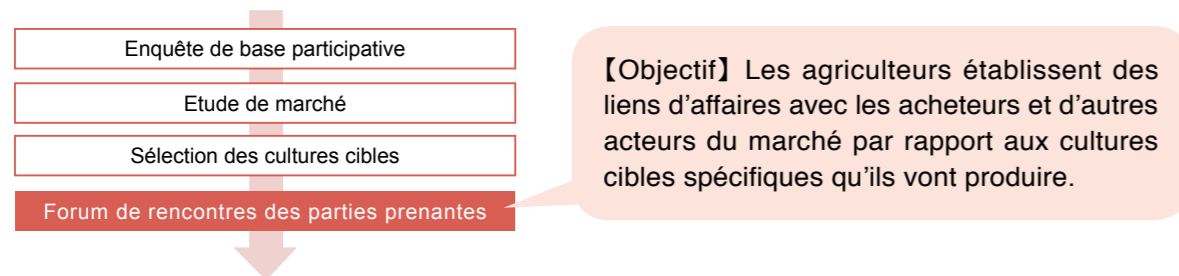 Enquête de base participative
Etude de marché
Sélection des cultures cibles
Forum de rencontres des parties prenantes
【Objectif】Les agriculteurs établissent des
liens d’affaires avec les acheteurs et d’autres
acteurs du marché par rapport aux cultures
cibles spécifiques qu’ils vont produire.